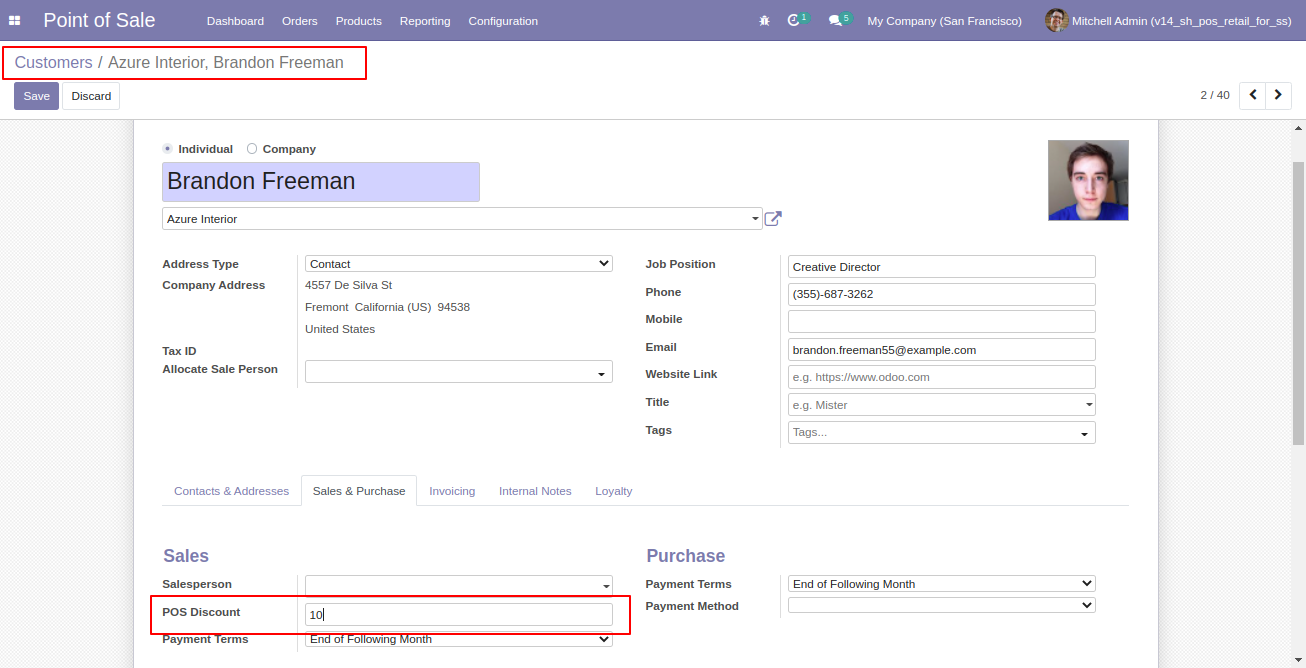 Point of Sale Dashboard Orders Products Reporting Configuration 1 5 My Company (San Francisco) Mitchell Admin (v14_sh_pos_retail_for_ss)
Customers / Azure Interior, Brandon Freeman
Save Discard 2 / 40
Individual Company
Brandon Freeman
Azure Interior
Address Type Contact
Company Address 4557 De Silva St
Fremont California (US) 94538
United States
Tax ID
Allocate Sale Person
Job Position Creative Director
Phone (355)-687-3262
Mobile
Email brandon.freeman55@example.com
Website Link e.g. https://www.odoo.com
Title e.g. Mister
Tags Tags...
Contacts & Addresses Sales & Purchase Invoicing Internal Notes Loyalty
Sales
Salesperson
POS Discount 10
Payment Terms End of Following Month
Purchase
Payment Terms End of Following Month
Payment Method